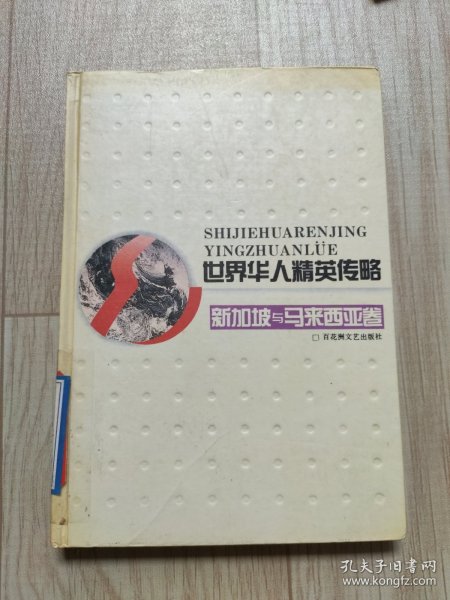 SHIJIEHUARENJING
YINGZHUANLÜE
世界华人精英传略
新加坡与马来西亚卷
百花洲文艺出版社
孔夫子旧书网
www.kongfz.com